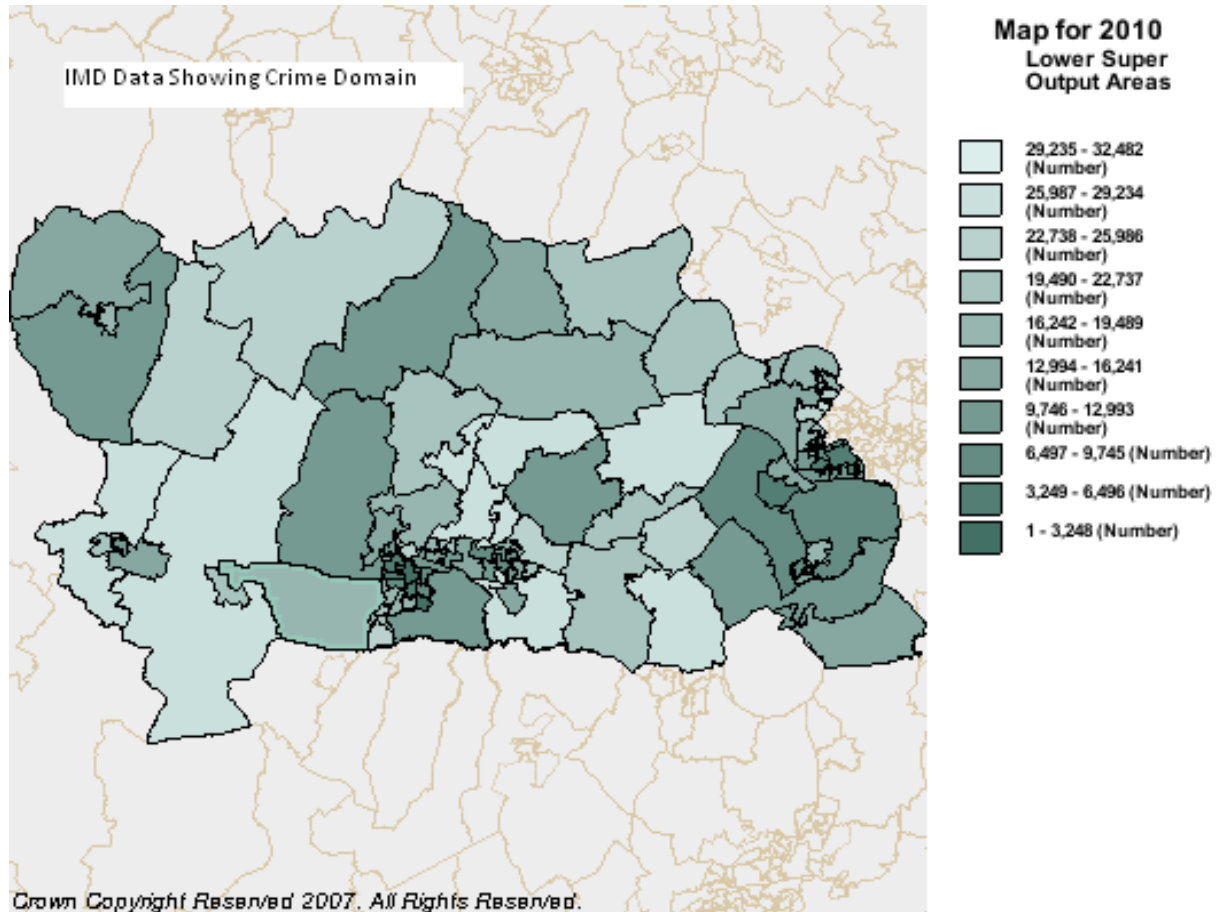 IMD Data Showing Crime Domain
Map for 2010
Lower Super
Output Areas
29,235 - 32,482
(Number)
25,987 - 29,234
(Number)
22,738 - 25,986
(Number)
19,490 - 22,737
(Number)
16,242 - 19,489
(Number)
12,994 - 16,241
(Number)
9,746 - 12,993
(Number)
6,497 - 9,745 (Number)
3,249 - 6,496 (Number)
1 - 3,248 (Number)
Crown Copyright Reserved 2007. All Rights Reserved.